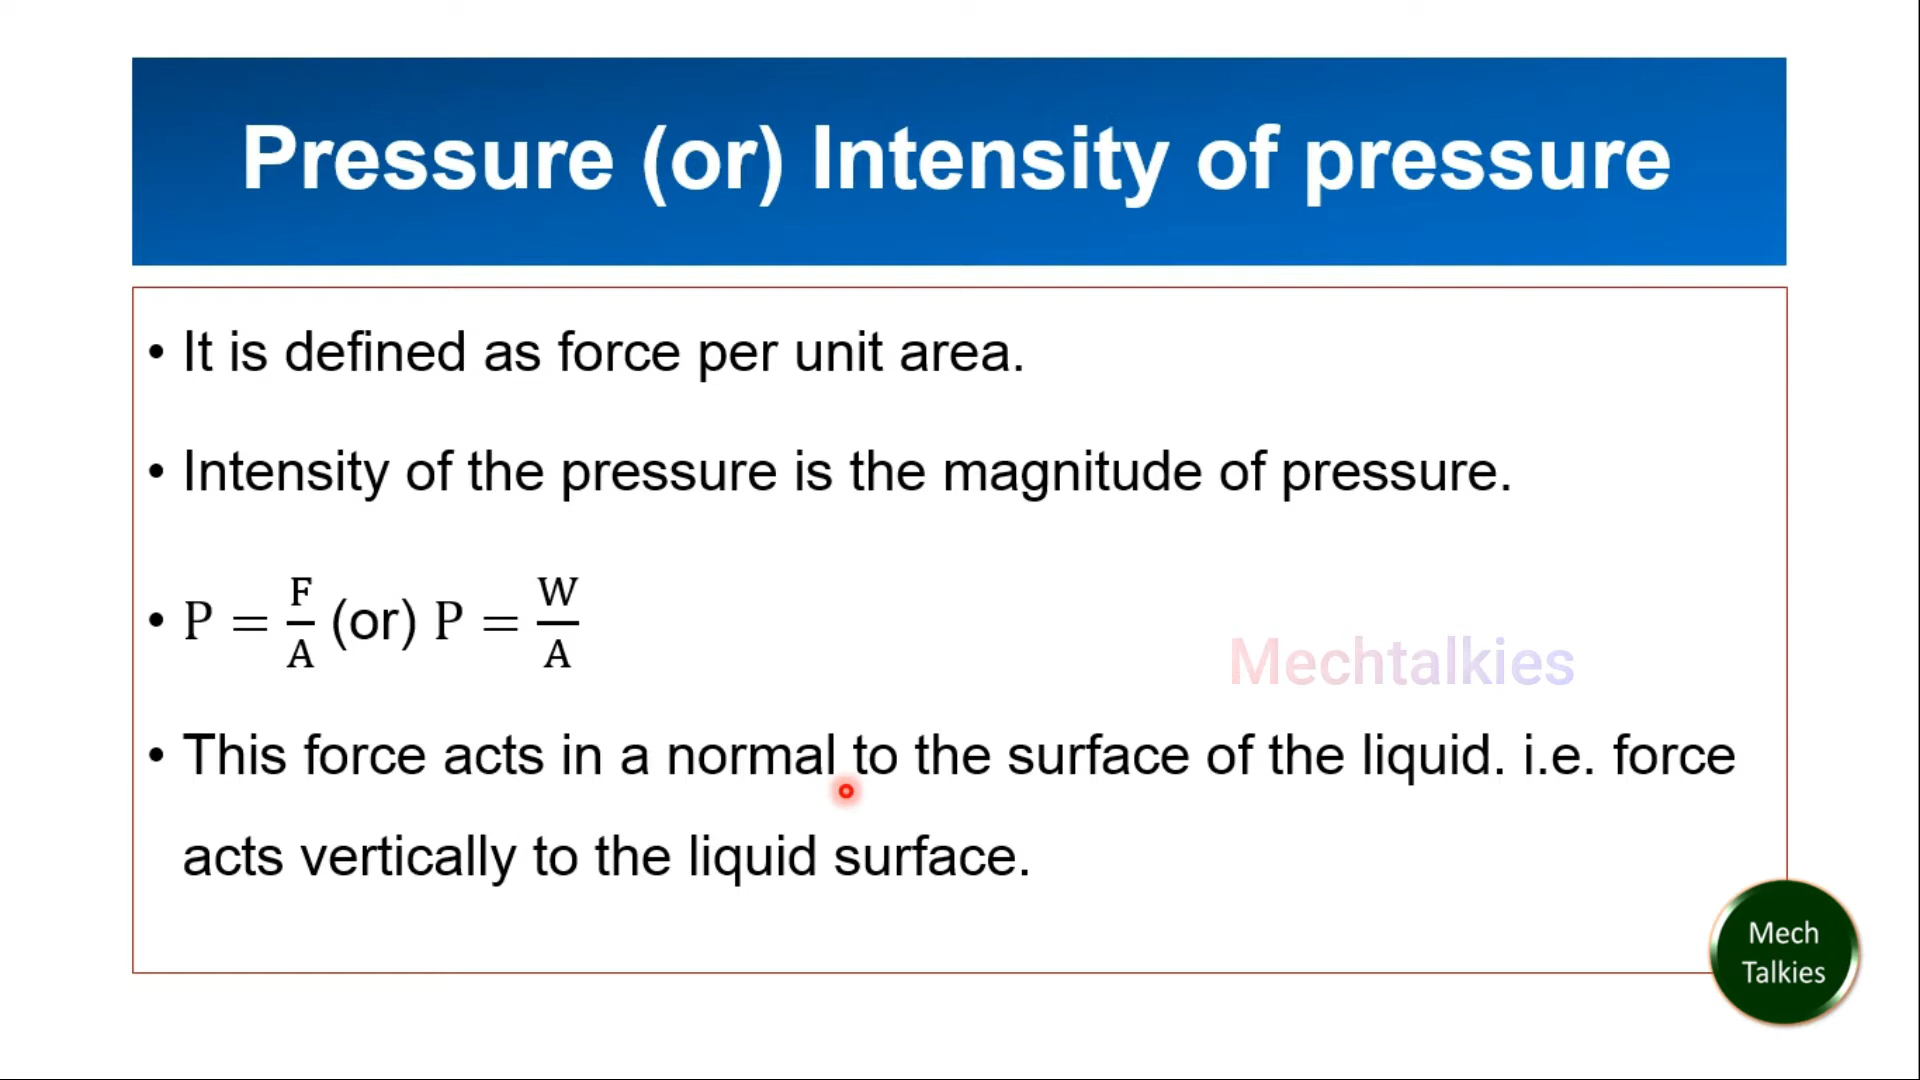 Pressure (or) Intensity of pressure
• It is defined as force per unit area.
• Intensity of the pressure is the magnitude of pressure.
• P = F/A (or) P = W/A
Mechtalkies
• This force acts in a normal to the surface of the liquid. i.e. force
acts vertically to the liquid surface.
Mech
Talkies